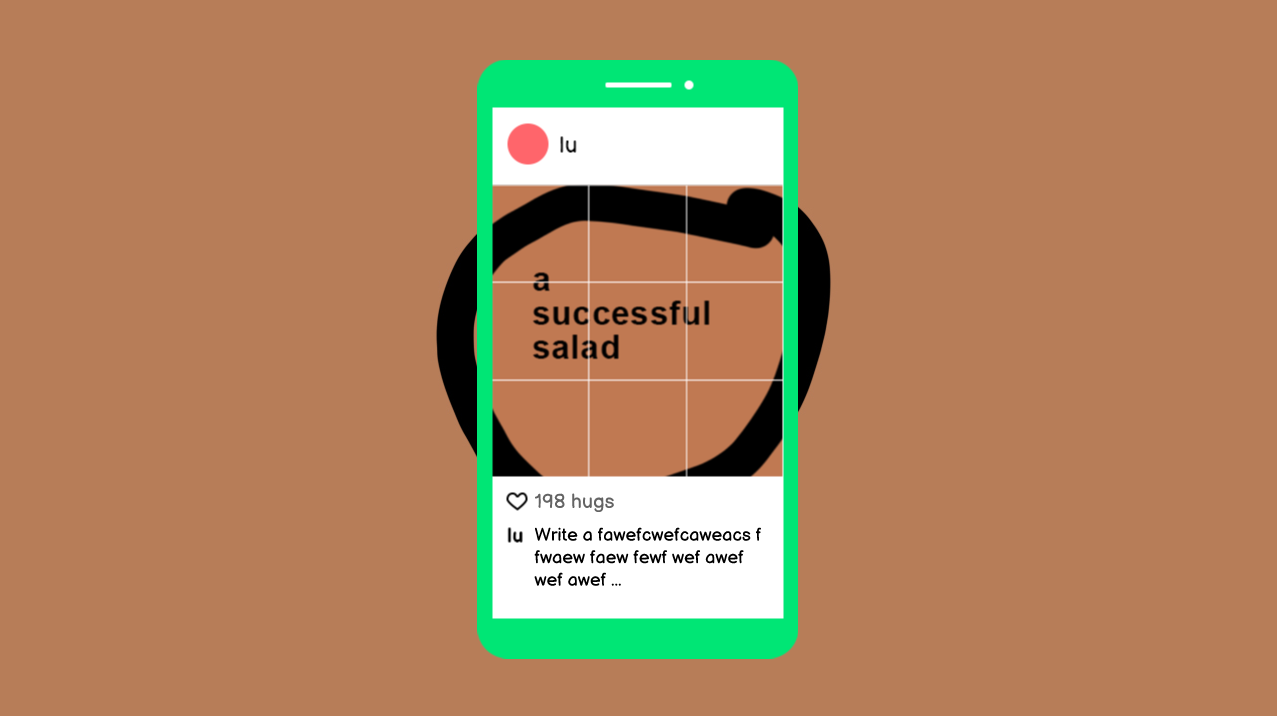 lu
a
successful
salad
198 hugs
lu Write a fawefcwefcaweacs f
fwaew faew fewf wef awef
wef awef ...